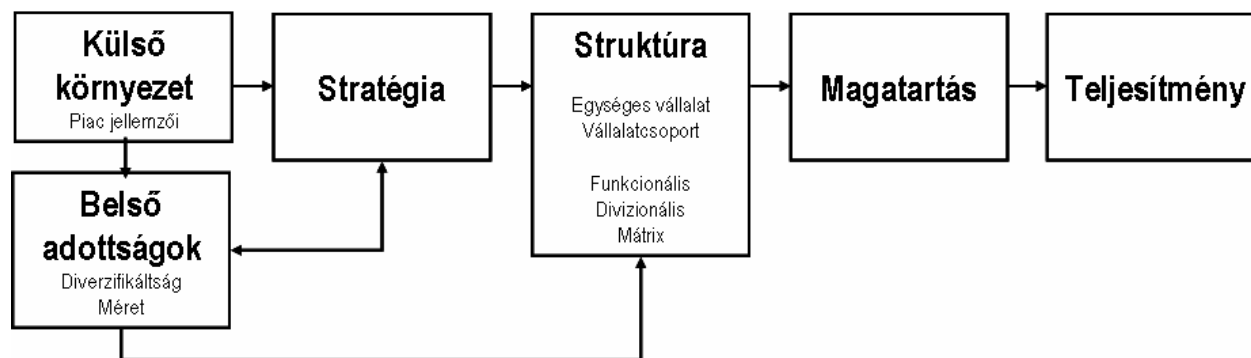 Külső
környezet
Piac jellemzői
Stratégia
Struktúra
Egységes vállalat
Vállalatcsoport
Funkcionális
Divizionális
Mátrix
Magatartás
Teljesítmény
Belső
adottságok
Diverzifikáltság
Méret